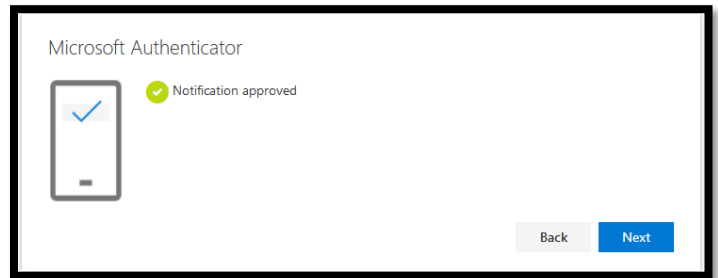 Microsoft Authenticator
Notification approved
Back
Next